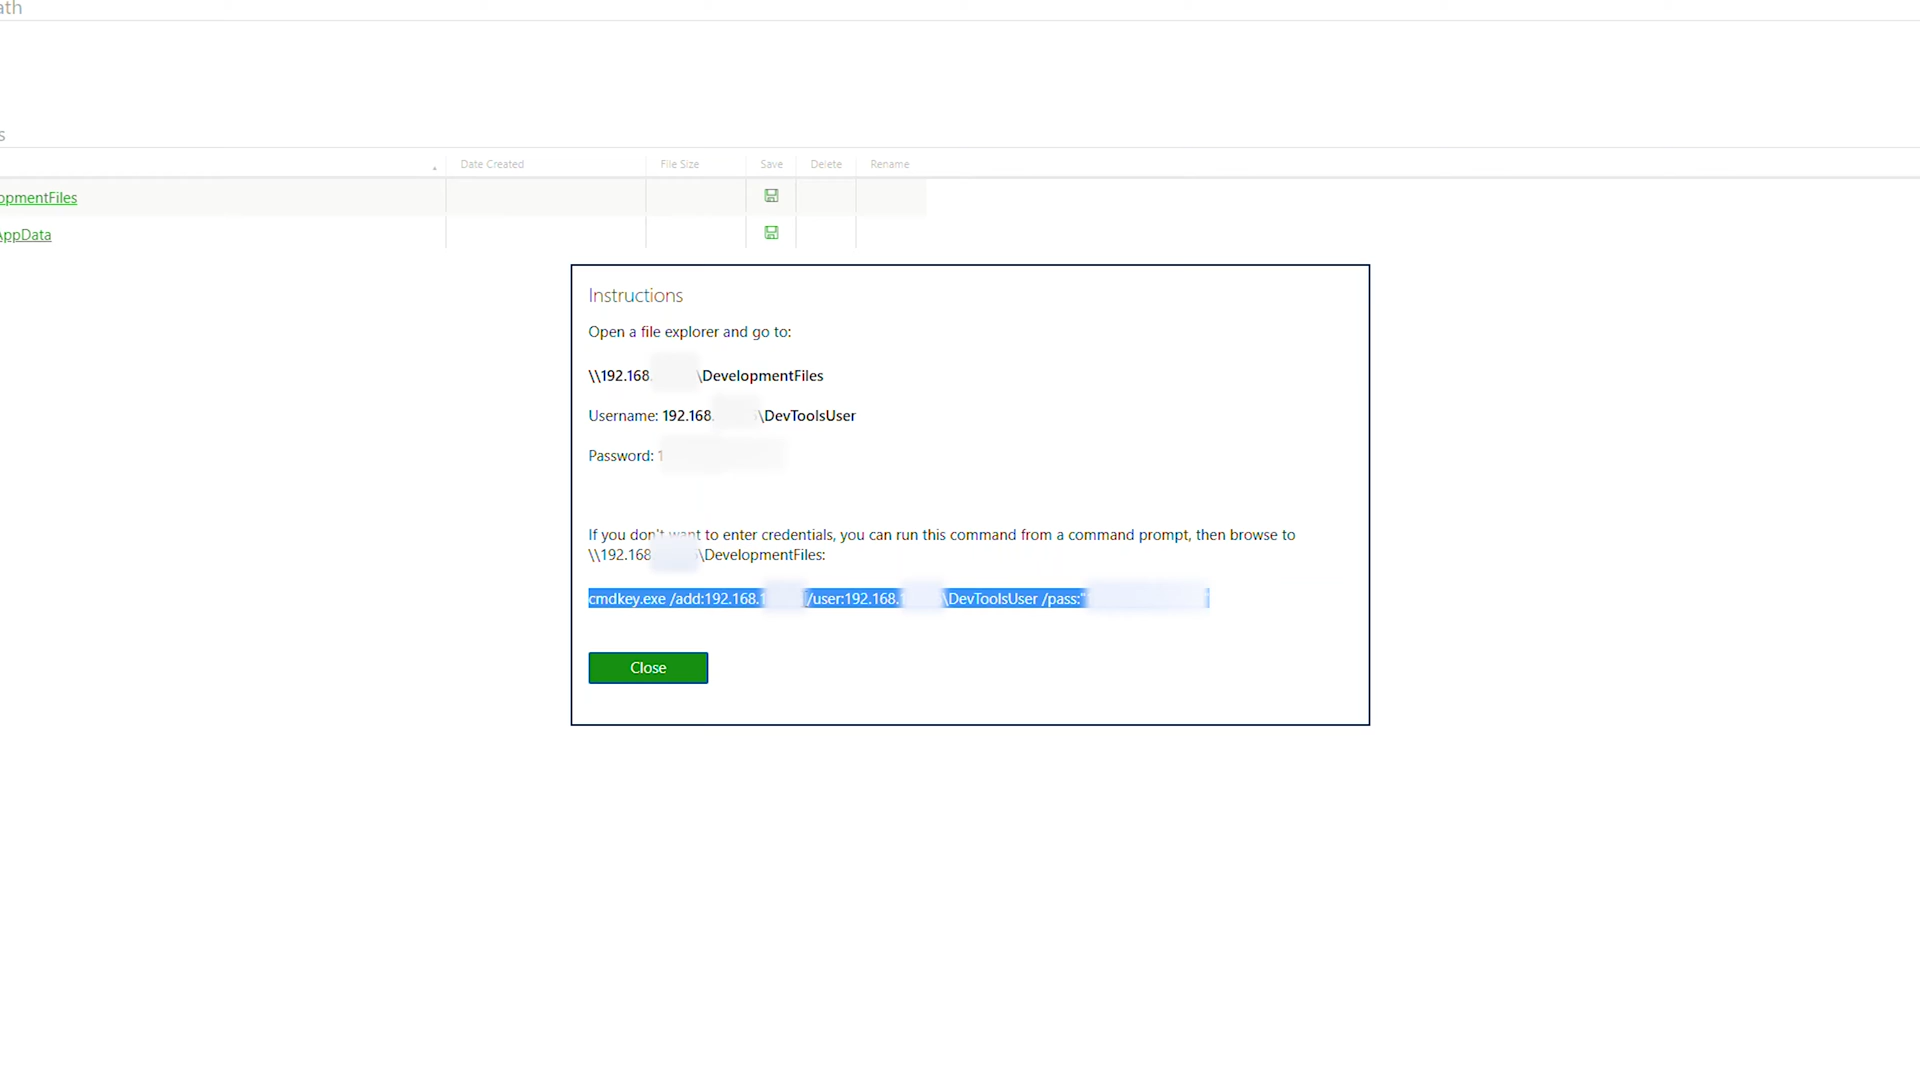 ath
s
Date Created File Size Save Delete Rename
opmentFiles
AppData
Instructions
Open a file explorer and go to:
\\192.168. \DevelopmentFiles
Username: 192.168. \DevToolsUser
Password: 1
If you don't want to enter credentials, you can run this command from a command prompt, then browse to
\\192.168 \DevelopmentFiles:
cmdkey.exe /add:192.168.1 /user:192.168.1 \DevToolsUser /pass:"
Close